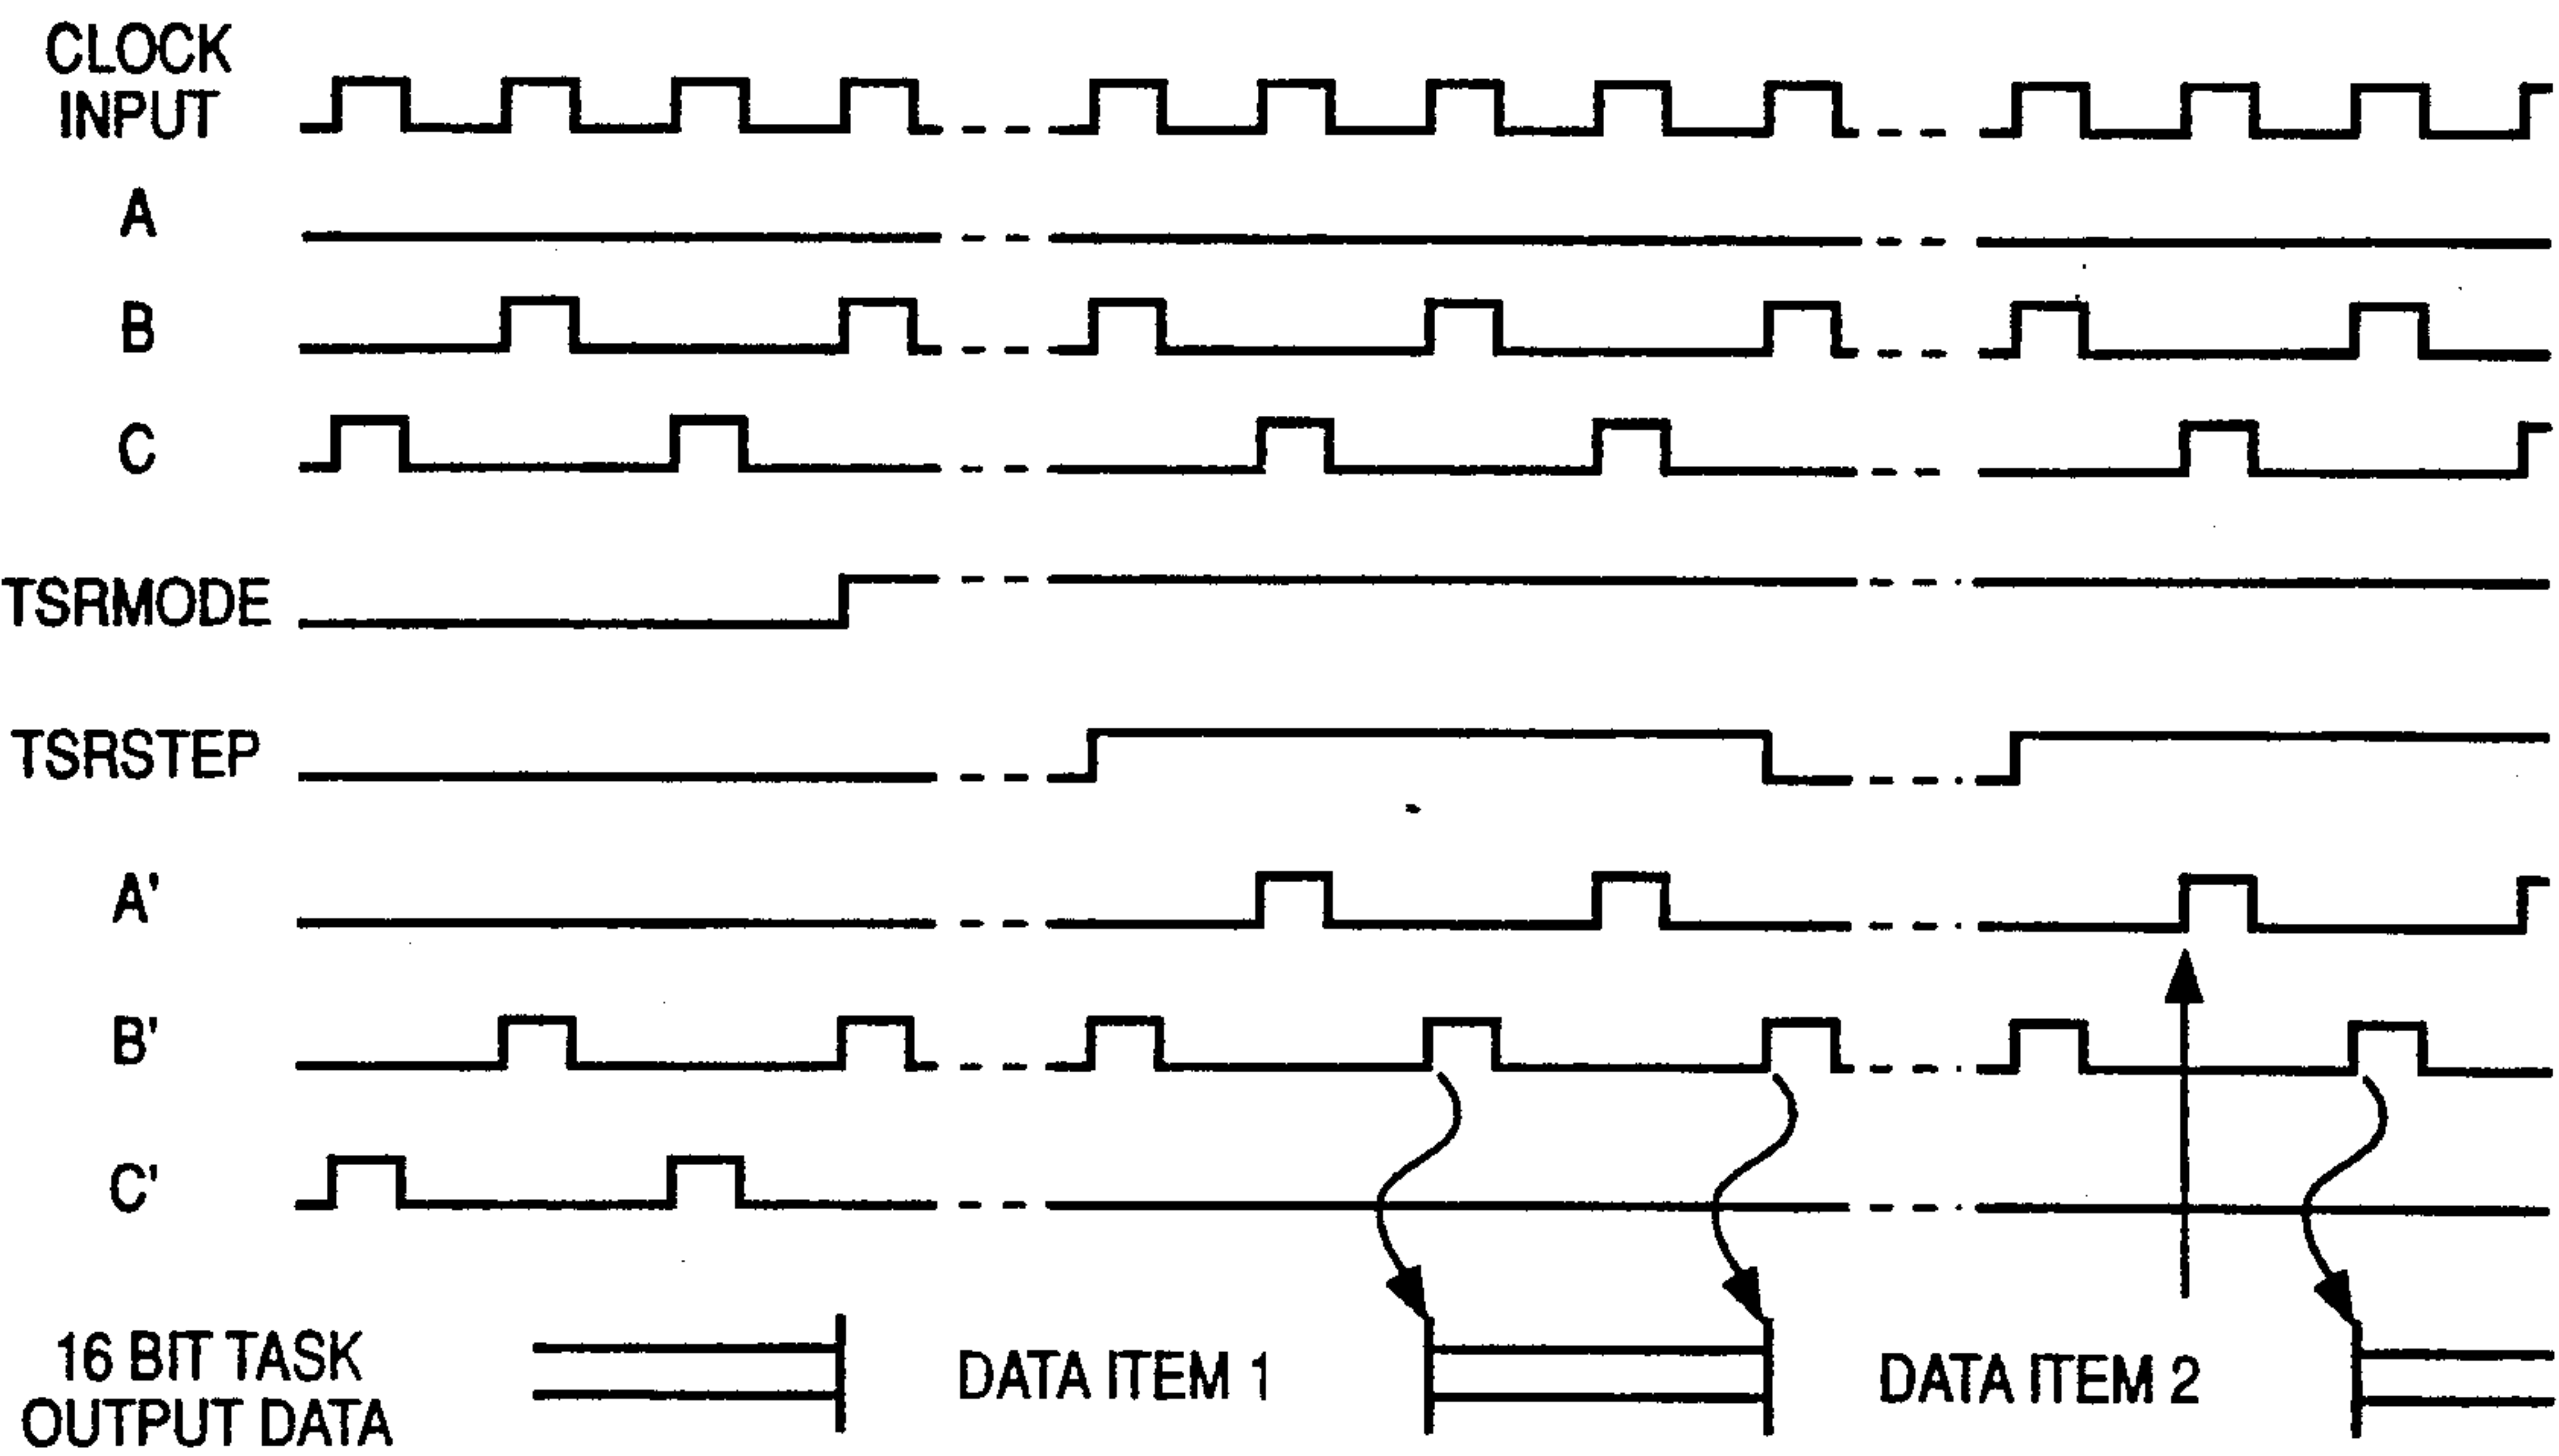 CLOCK
INPUT
A
B
C
TSRMODE
TSRSTEP
A'
B'
C'
16 BIT TASK
OUTPUT DATA
DATA ITEM 1
DATA ITEM 2